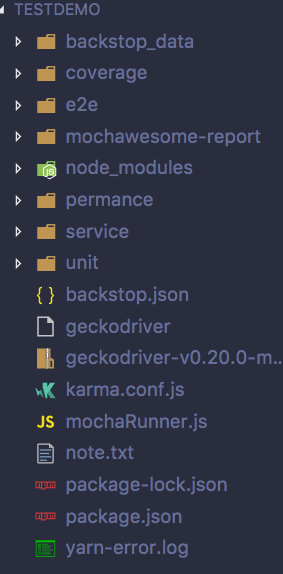 TESTDEMO
backstop_data
coverage
e2e
mochawesome-report
node_modules
permance
service
unit
backstop.json
geckodriver
geckodriver-v0.20.0-m...
karma.conf.js
mochaRunner.js
note.txt
package-lock.json
package.json
yarn-error.log